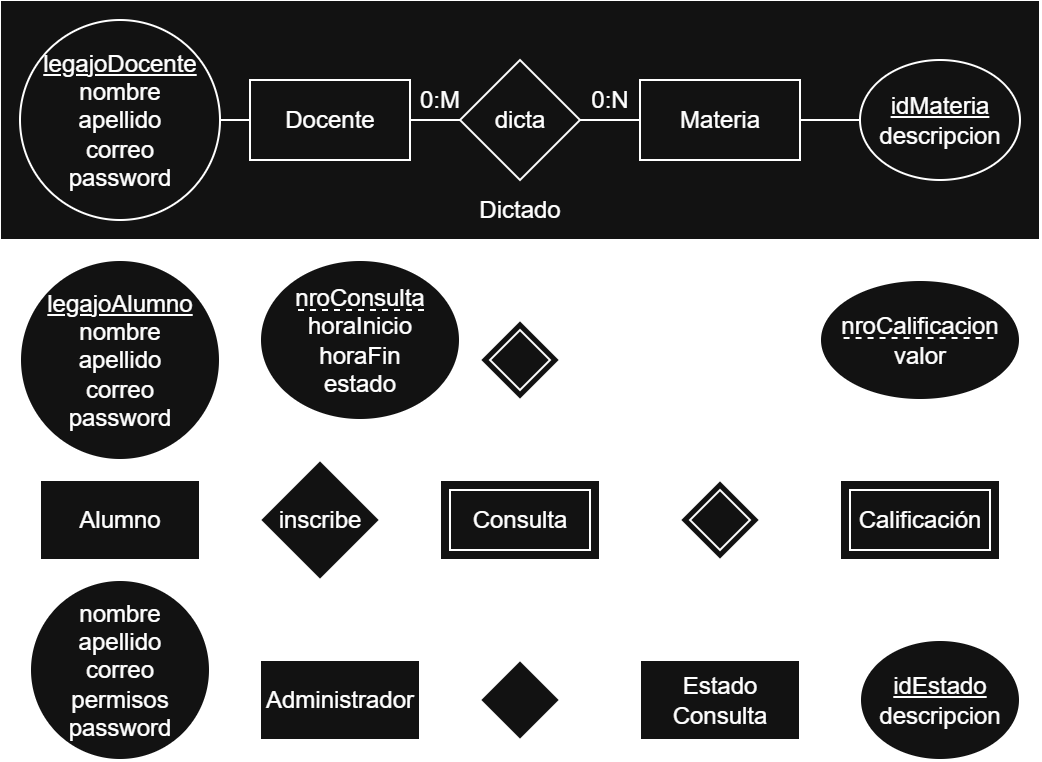 legajoDocente
nombre
apellido
correo
password
Docente
0:M
dicta
0:N
Materia
idMateria
descripcion
Dictado
legajoAlumno
nombre
apellido
correo
password
nroConsulta
horaInicio
horaFin
estado
nroCalificacion
valor
Alumno
inscribe
Consulta
Calificación
nombre
apellido
correo
permisos
password
Administrador
Estado
Consulta
idEstado
descripcion